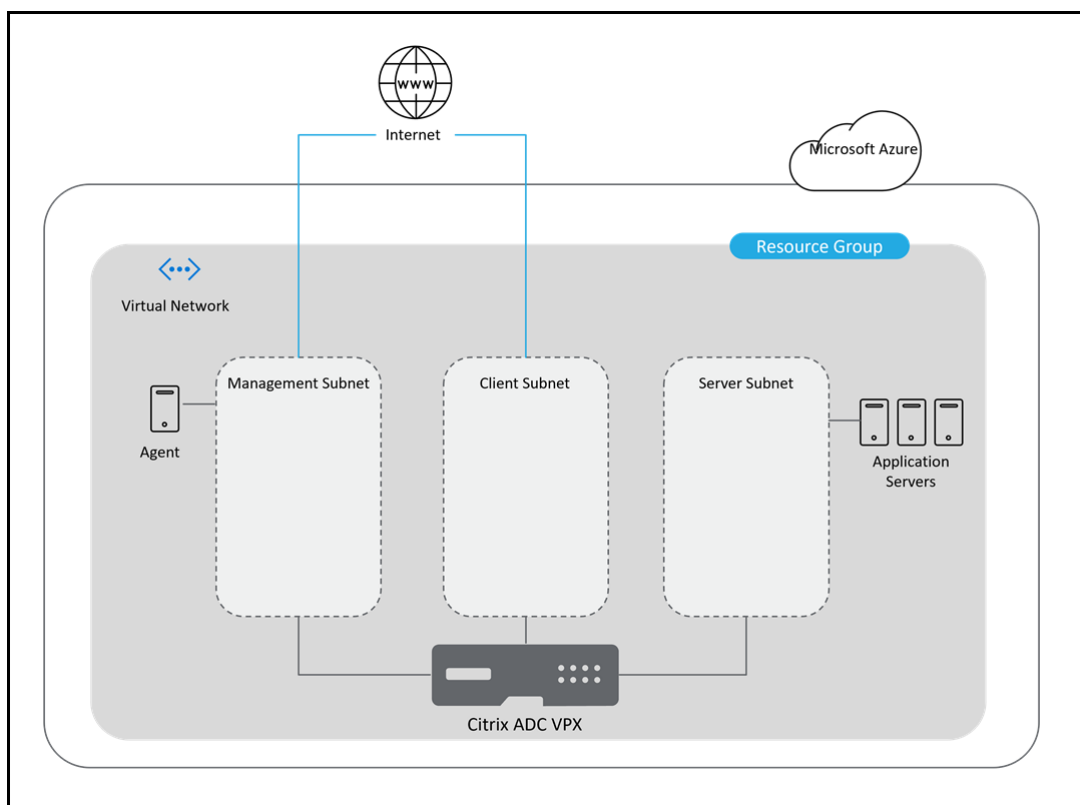 www
Internet
Microsoft Azure
Resource Group
Virtual Network
Management Subnet
Client Subnet
Server Subnet
Agent
Application
Servers
Citrix ADC VPX